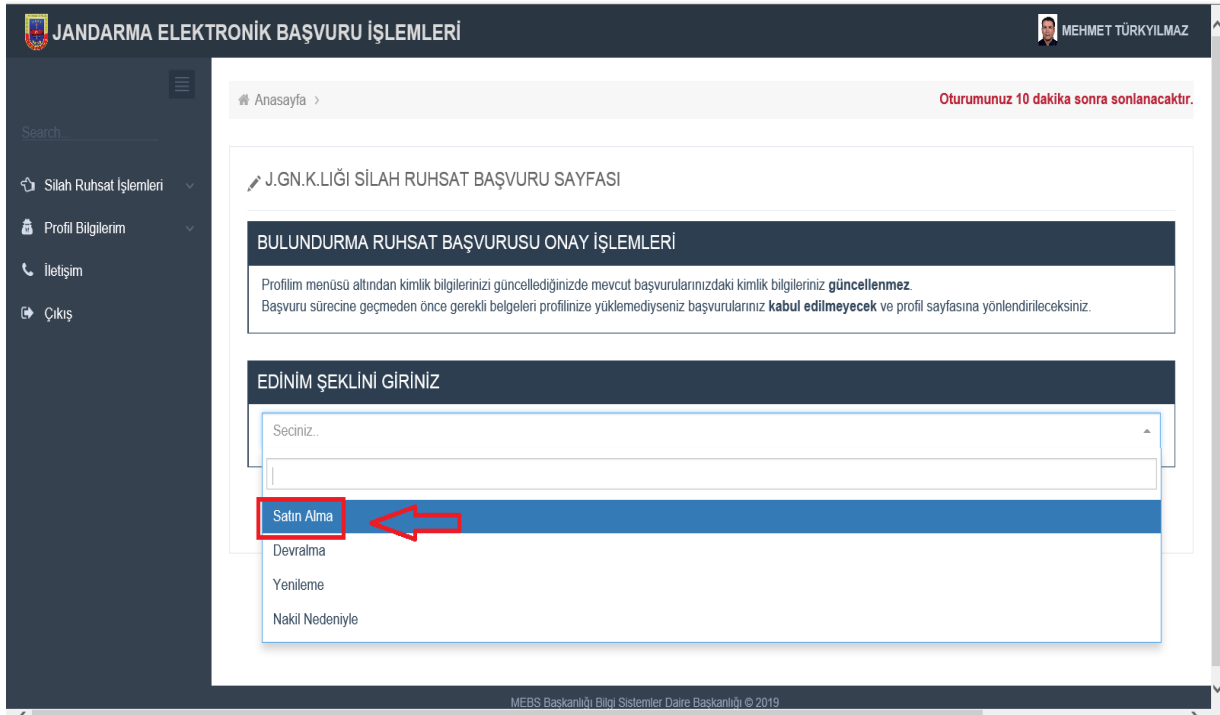 JANDARMA ELEKTRONİK BAŞVURU İŞLEMLERİ
MEHMET TÜRKYILMAZ
Anasayfa >
Oturumunuz 10 dakika sonra sonlanacaktır.
Search...
Silah Ruhsat İşlemleri
Profil Bilgilerim
İletişim
Çıkış
J.GN.K.LIĞI SİLAH RUHSAT BAŞVURU SAYFASI
BULUNDURMA RUHSAT BAŞVURUSU ONAY İŞLEMLERİ
Profilim menüsü altından kimlik bilgilerinizi güncellediğinizde mevcut başvurularınızdaki kimlik bilgileriniz güncellenmez.
Başvuru sürecine geçmeden önce gerekli belgeleri profilinize yüklemediyseniz başvurularınız kabul edilmeyecek ve profil sayfasına yönlendirileceksiniz.
EDİNİM ŞEKLİNİ GİRİNİZ
Seciniz..
Satın Alma
Devralma
Yenileme
Nakil Nedeniyle
MEBS Başkanlığı Bilgi Sistemler Daire Başkanlığı © 2019